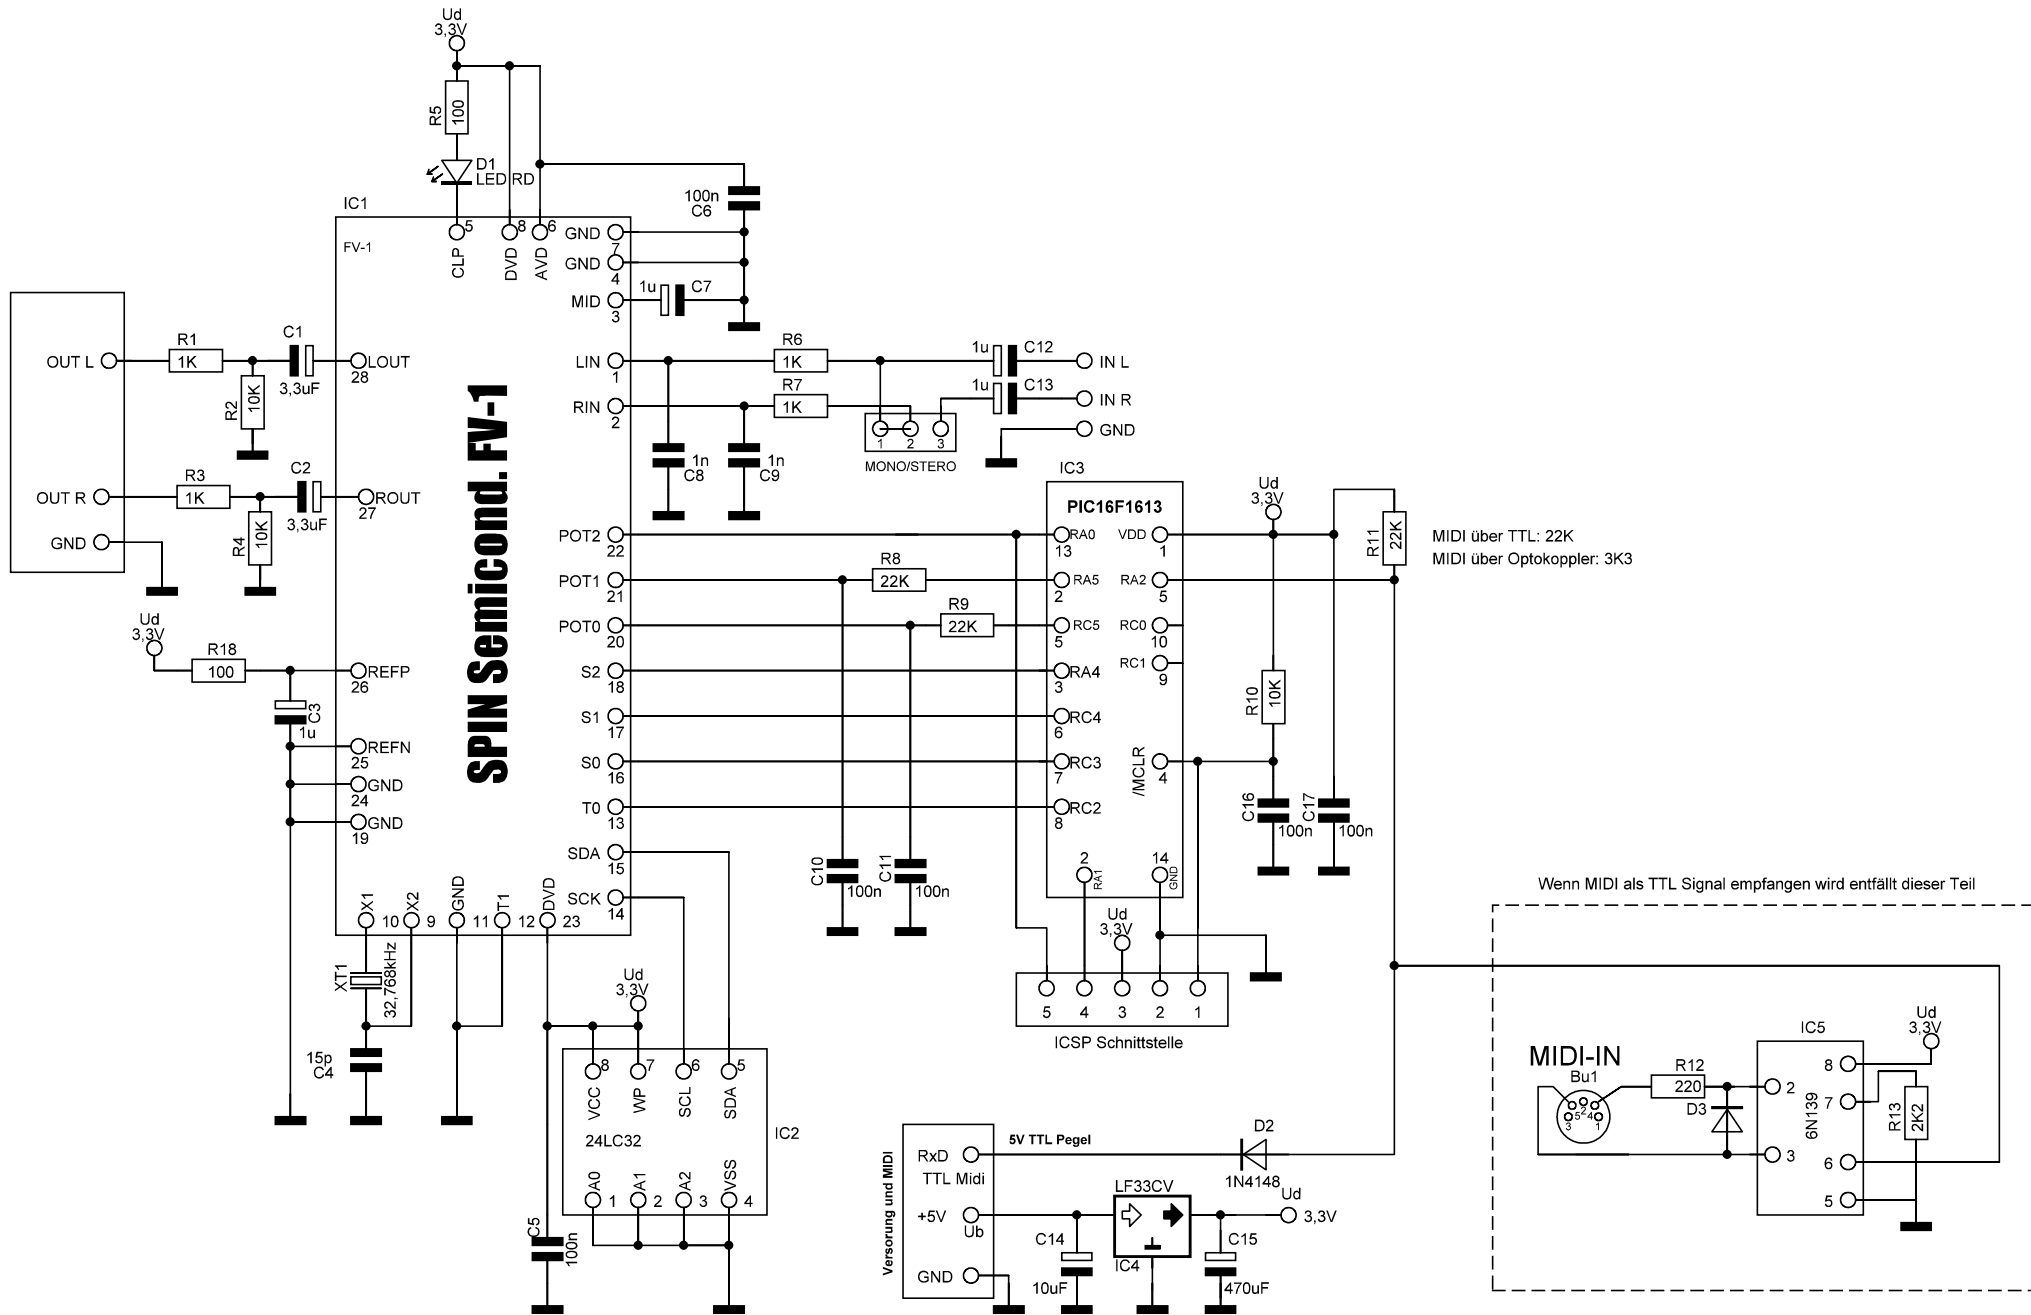 Ud
3,3V
R5
100
D1
LED RD
IC1
FV-1
5
8
6
CLP
DVD
AVD
100n
C6
GND
7
GND
4
MID
3
1u
C7
OUT L
R1
1K
C1
3,3uF
R2
10K
LOUT
28
OUT R
R3
1K
C2
3,3uF
R4
10K
ROUT
27
GND
SPIN Semicond. FV-1
LIN
1
RIN
2
R6
1K
R7
1K
1u
C12
IN L
1u
C13
IN R
GND
1
2
3
MONO/STERO
1n
C8
1n
C9
Ud
3,3V
R18
100
REFP
26
C3
1u
REFN
25
GND
24
GND
19
POT2
22
POT1
21
POT0
20
S2
18
S1
17
S0
16
T0
13
SDA
15
SCK
14
R8
22K
R9
22K
C10
100n
C11
100n
IC3
PIC16F1613
RA0
13
RA5
2
RC5
5
RA4
3
RC4
6
RC3
7
RC2
8
VDD
1
RA2
5
RC0
10
RC1
9
/MCLR
4
2
RA1
14
GND
Ud
3,3V
R11
22K
MIDI über TTL: 22K
MIDI über Optokoppler: 3K3
R10
10K
C16
100n
C17
100n
Ud
3,3V
5
4
3
2
1
ICSP Schnittstelle
X1
10
X2
9
GND
11
T1
12
DVD
23
XT1
32,768kHz
15p
C4
Ud
3,3V
8
7
6
5
VCC
WP
SCL
SDA
24LC32
IC2
A0
1
A1
2
A2
3
VSS
4
C5
100n
Versorung und MIDI
RxD
TTL Midi
+5V
Ub
GND
5V TTL Pegel
D2
1N4148
LF33CV
IC4
C14
10uF
C15
470uF
Ud
3,3V
Wenn MIDI als TTL Signal empfangen wird entfällt dieser Teil
MIDI-IN
Bu1
5
2
4
3
1
R12
220
D3
IC5
6N139
2
3
8
7
6
5
Ud
3,3V
R13
2K2